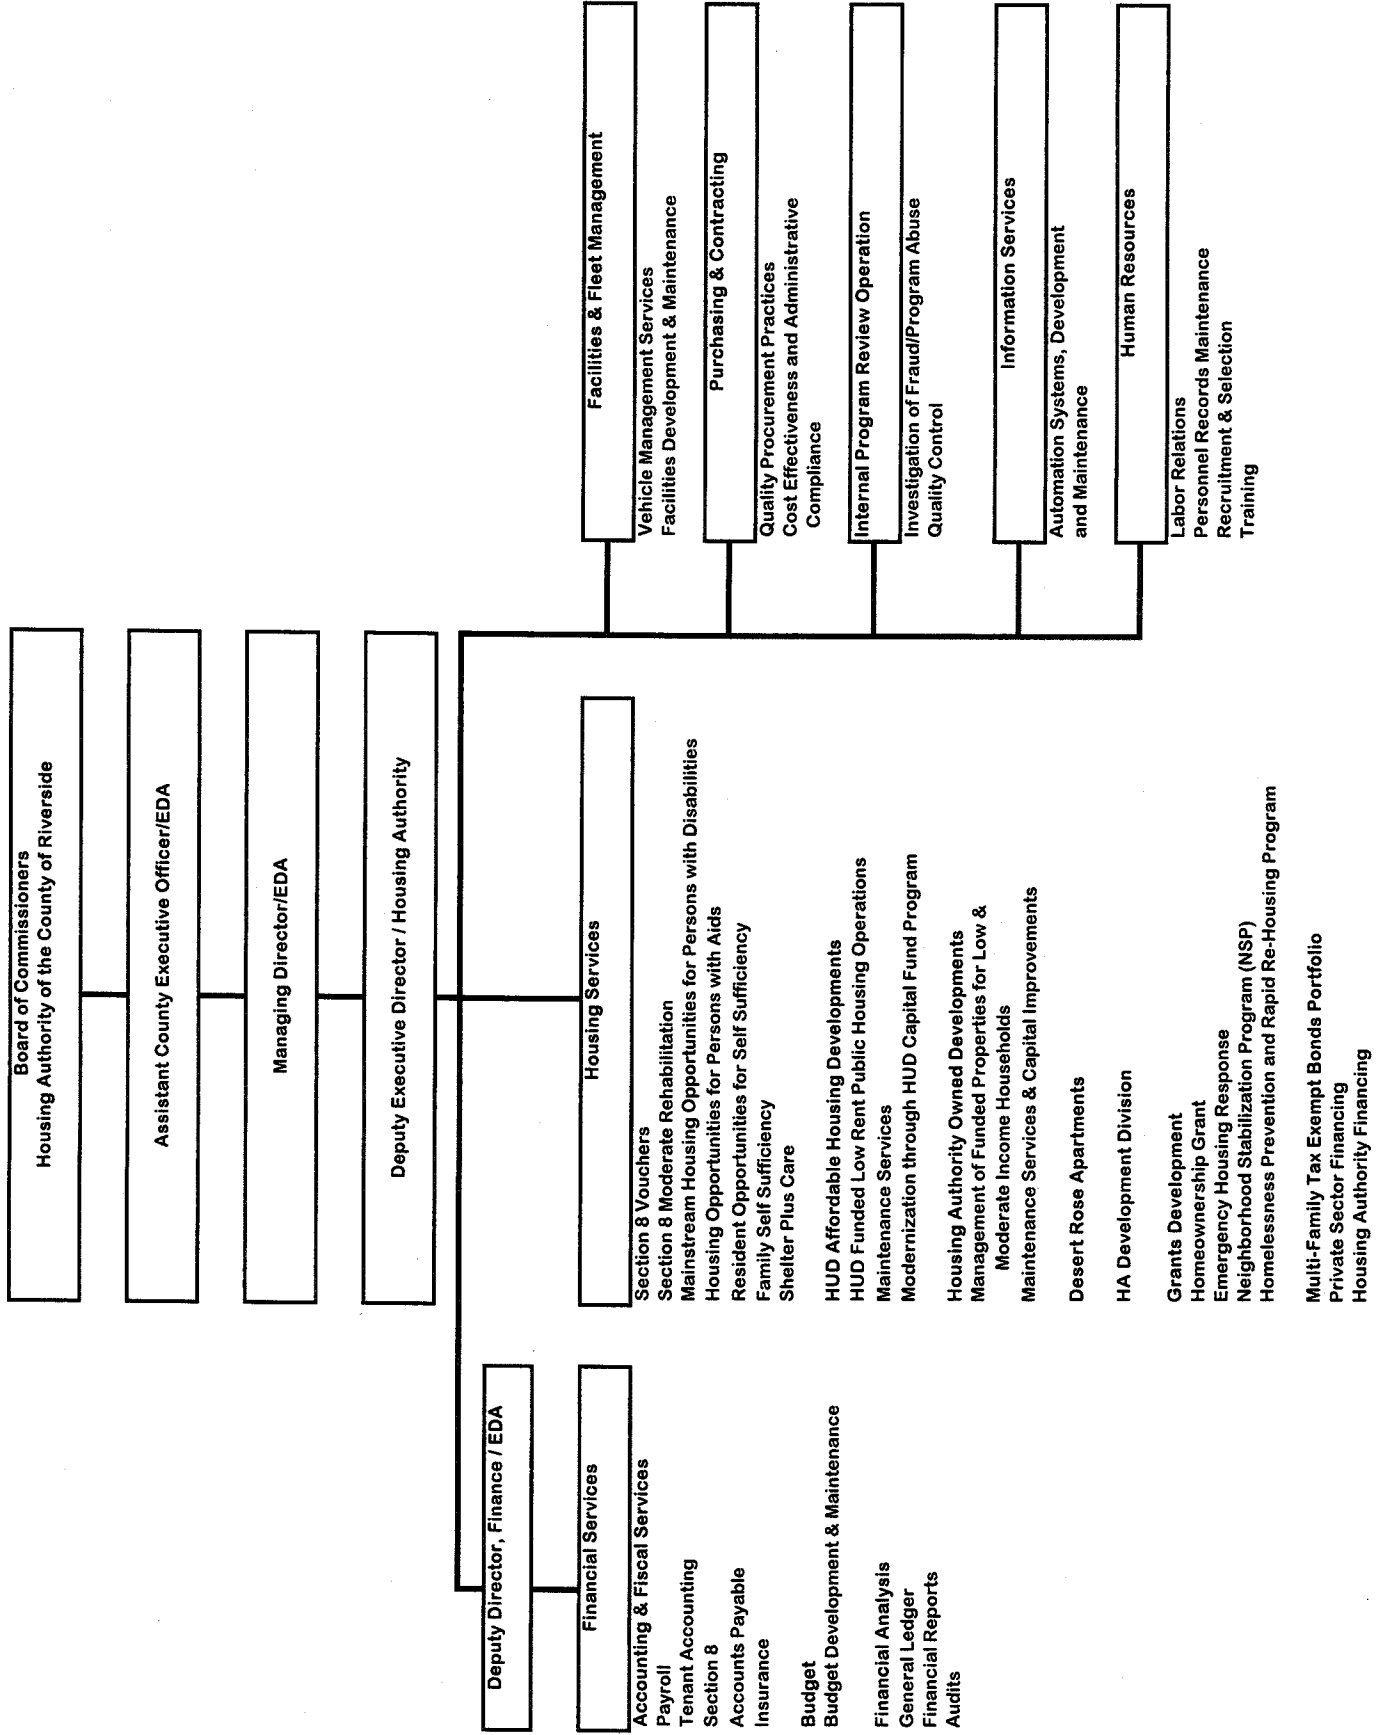 Board of Commissioners
Housing Authority of the County of Riverside
Assistant County Executive Officer/EDA
Managing Director/EDA
Deputy Executive Director / Housing Authority
Deputy Director, Finance / EDA
Financial Services
Accounting & Fiscal Services
Payroll
Tenant Accounting
Section 8
Accounts Payable
Insurance
Budget
Budget Development & Maintenance
Financial Analysis
General Ledger
Financial Reports
Audits
Housing Services
Section 8 Vouchers
Section 8 Moderate Rehabilitation
Mainstream Housing Opportunities for Persons with Disabilities
Housing Opportunities for Persons with Aids
Resident Opportunities for Self Sufficiency
Family Self Sufficiency
Shelter Plus Care
HUD Affordable Housing Developments
HUD Funded Low Rent Public Housing Operations
Maintenance Services
Modernization through HUD Capital Fund Program
Housing Authority Owned Developments
Management of Funded Properties for Low &
Moderate Income Households
Maintenance Services & Capital Improvements
Desert Rose Apartments
HA Development Division
Grants Development
Homeownership Grant
Emergency Housing Response
Neighborhood Stabilization Program (NSP)
Homelessness Prevention and Rapid Re-Housing Program
Multi-Family Tax Exempt Bonds Portfolio
Private Sector Financing
Housing Authority Financing
Facilities & Fleet Management
Vehicle Management Services
Facilities Development & Maintenance
Purchasing & Contracting
Quality Procurement Practices
Cost Effectiveness and Administrative
Compliance
Internal Program Review Operation
Investigation of Fraud/Program Abuse
Quality Control
Information Services
Automation Systems, Development
and Maintenance
Human Resources
Labor Relations
Personnel Records Maintenance
Recruitment & Selection
Training